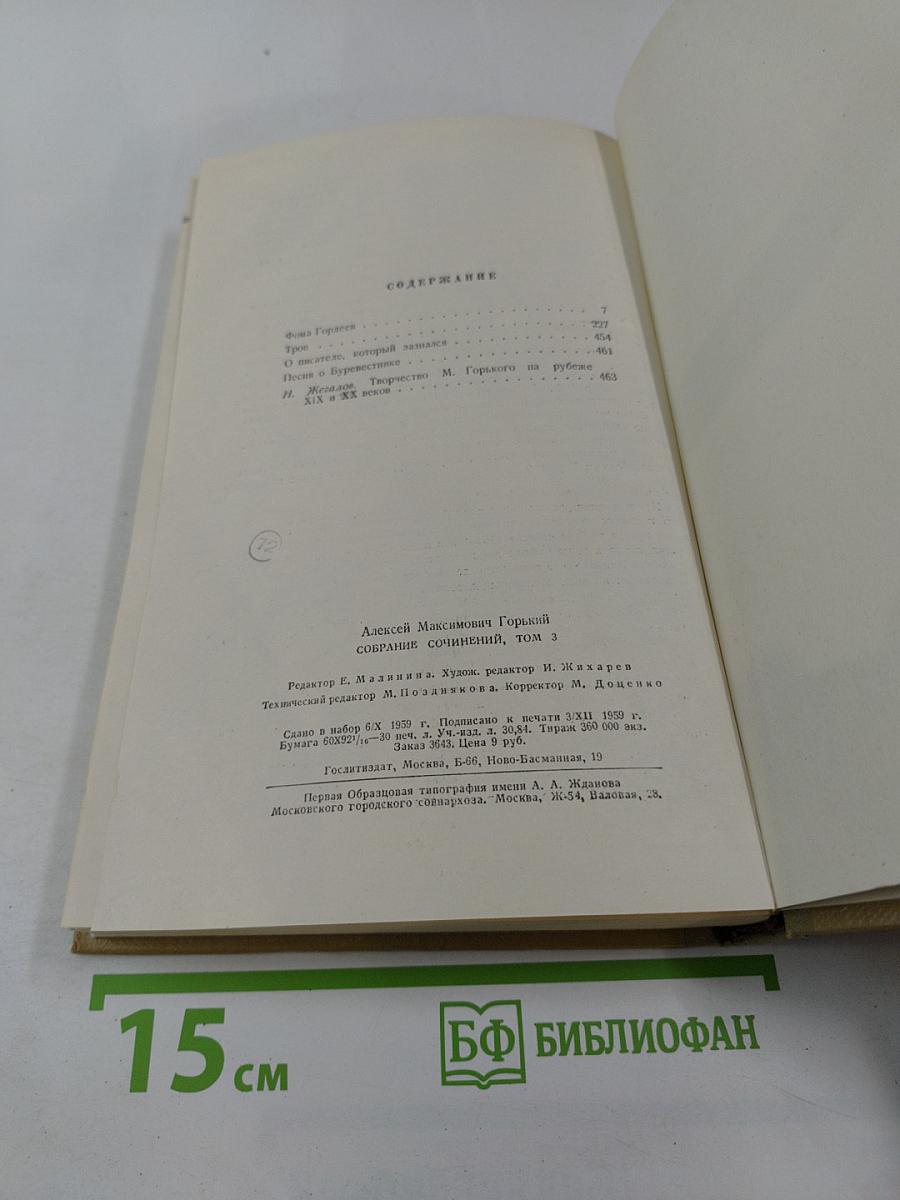 СОДЕРЖАНИЕ
Фома Гордеев . . . . . . . . . . . . . . . . . . 7
Трое . . . . . . . . . . . . . . . . . . . . 227
О писателе, который зазнался . . . . . . . . . . 454
Песня о Буревестнике . . . . . . . . . . . . . 461
Н. Жегалов. Творчество М. Горького на рубеже
XIX и XX веков . . . . . . . . . . . . . . . 463
72
Алексей Максимович Горький
СОБРАНИЕ СОЧИНЕНИЙ, ТОМ 3
Редактор Е. Малинина. Худож. редактор И. Жихарев
Технический редактор М. Позднякова. Корректор М. Доценко
Сдано в набор 6/X 1959 г. Подписано к печати 3/XII 1959 г.
Бумага 60X92¹/₁₆—30 печ. л. Уч.-изд. л. 30,84. Тираж 360 000 экз.
Заказ 3643. Цена 9 руб.
Гослитиздат, Москва, Б-66, Ново-Басманная, 19
Первая Образцовая типография имени А. А. Жданова
Московского городского совнархоза. Москва, Ж-54, Валовая, 28.
15 см
БФ БИБЛИОФАН